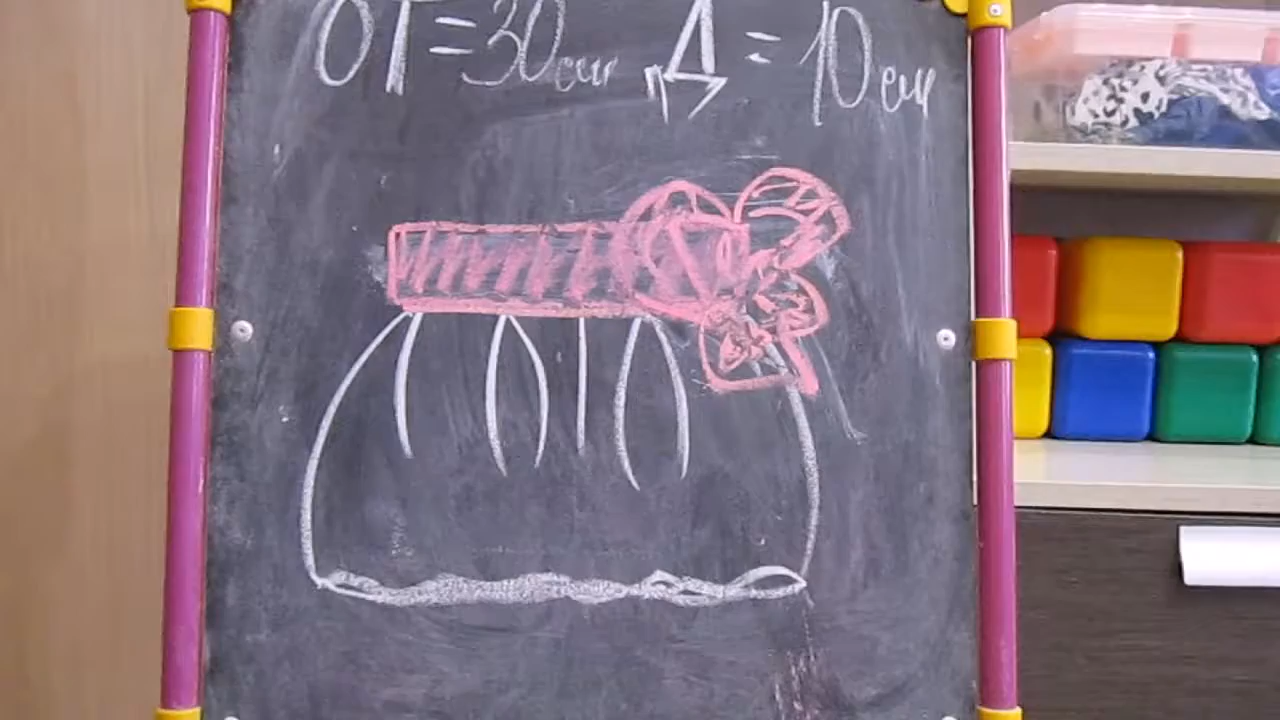 ОТ = 30 см Д = 10 см